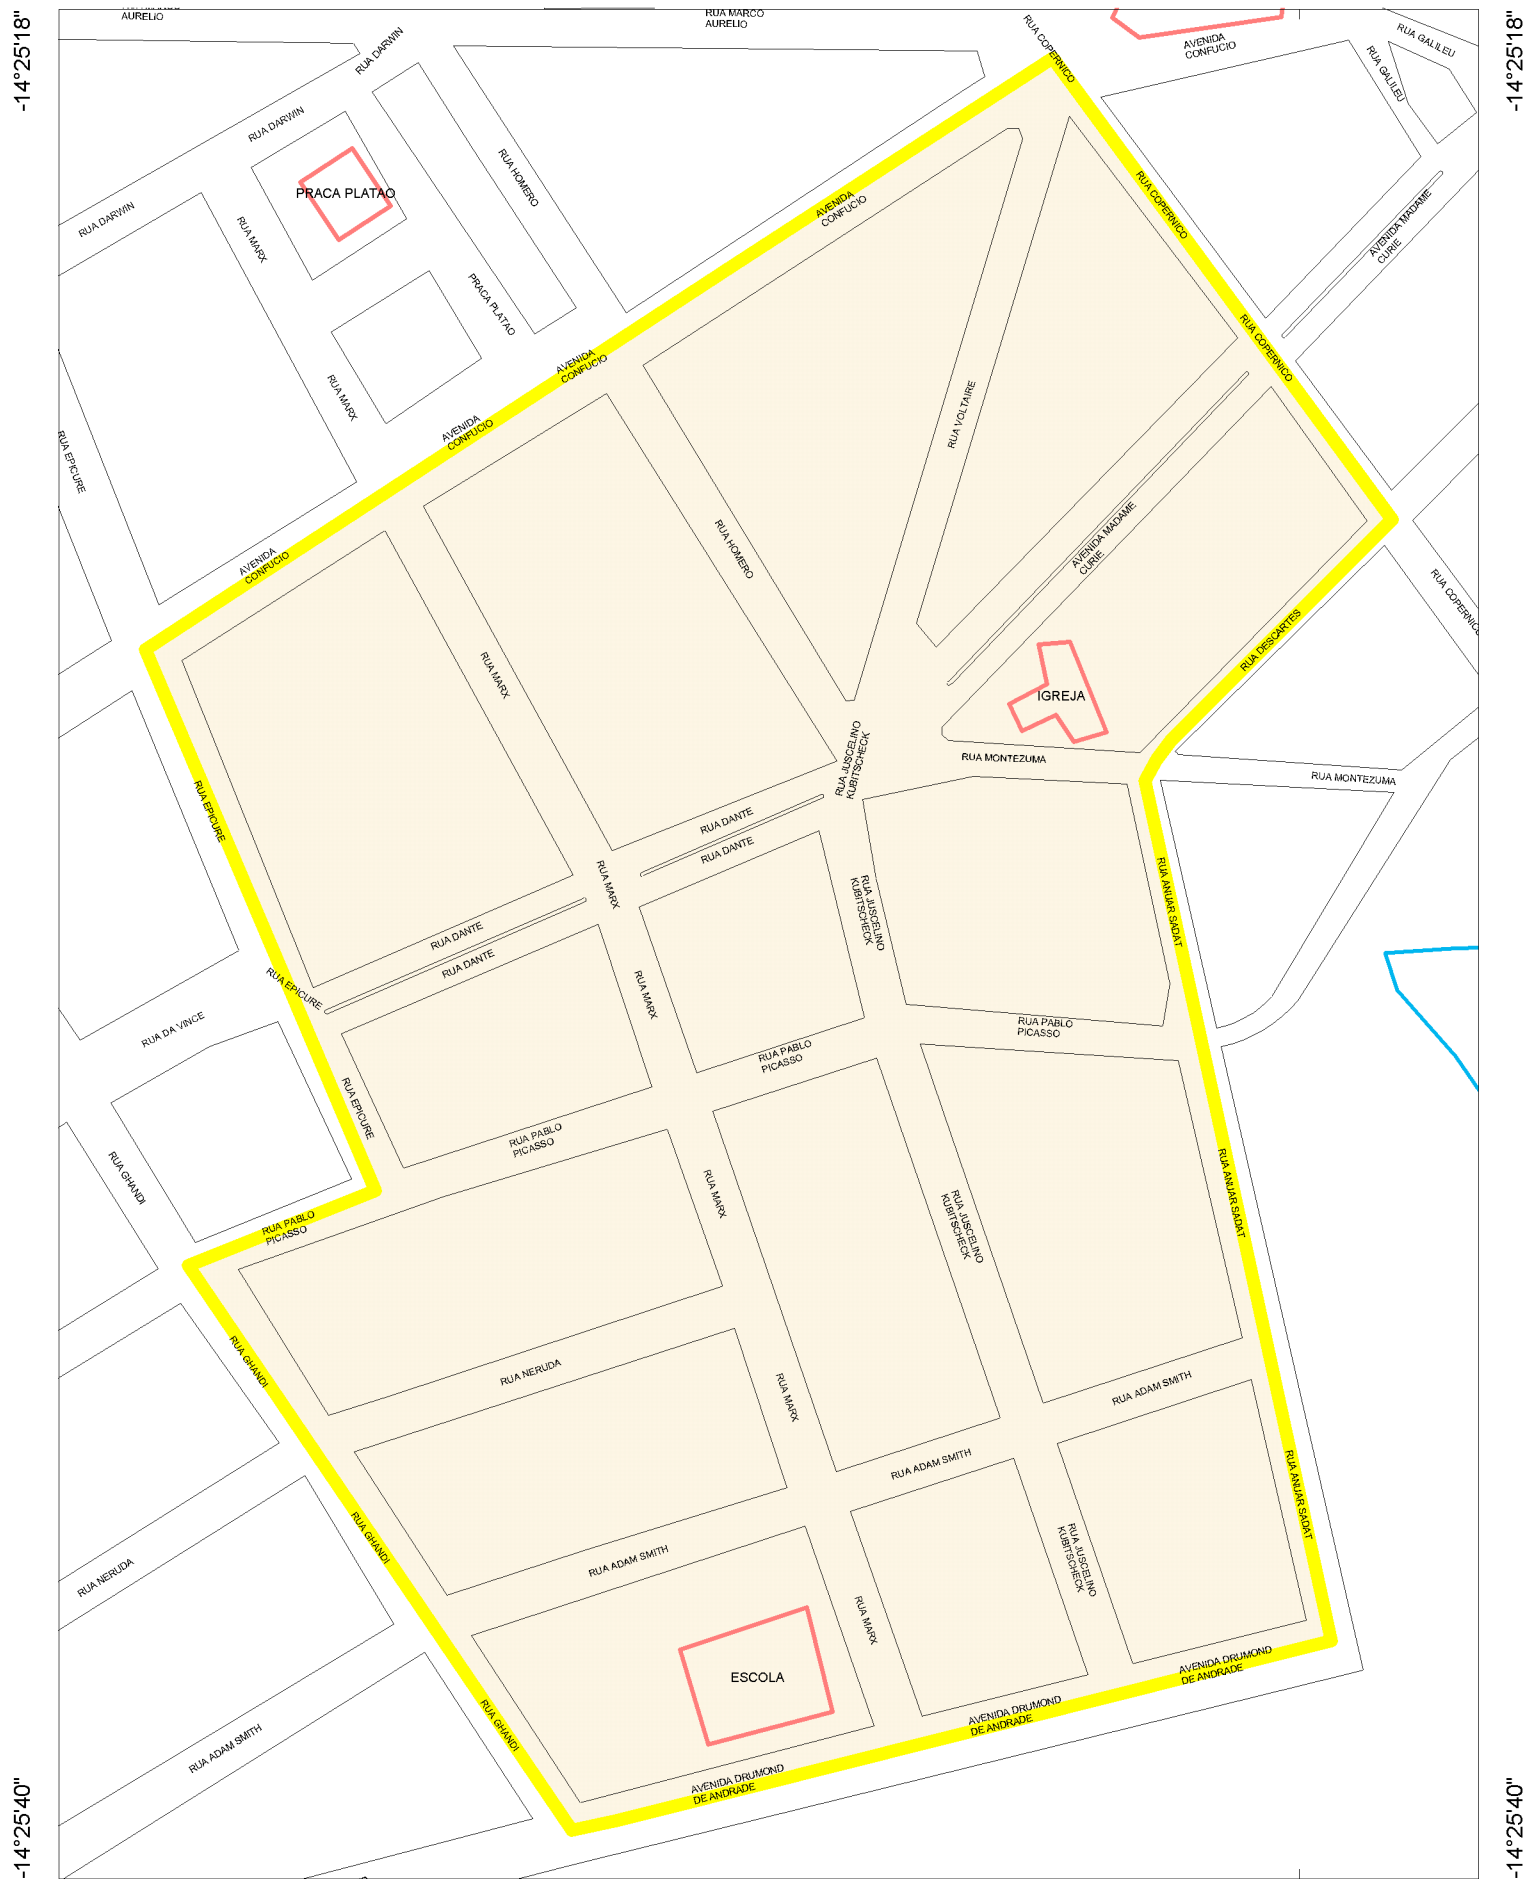 -14°25'18"
-14°25'18"
AURELIO
RUA MARCO
AURELIO
RUA COPERNICO
AVENIDA
CONFUCIO
RUA GALILEU
RUA GALILEU
RUA DARWIN
RUA DARWIN
RUA DARWIN
PRACA PLATAO
RUA MARX
RUA HOMERO
PRACA PLATAO
AVENIDA
CONFUCIO
RUA COPERNICO
AVENIDA MADAME
CURIE
RUA COPERNICO
AVENIDA
CONFUCIO
RUA MARX
AVENIDA
CONFUCIO
RUA VOLTAIRE
RUA EPICURE
AVENIDA
CONFUCIO
RUA HOMERO
AVENIDA MADAME
CURIE
RUA COPERNICO
RUA DESCARTES
RUA MARX
IGREJA
RUA JUSCELINO
KUBITSCHECK
RUA MONTEZUMA
RUA MONTEZUMA
RUA EPICURE
RUA DANTE
RUA DANTE
RUA MARX
RUA JUSCELINO
KUBITSCHECK
RUA ANUAR SADAT
RUA DANTE
RUA DANTE
RUA EPICURE
RUA MARX
RUA DA VINCE
RUA PABLO
PICASSO
RUA PABLO
PICASSO
RUA EPICURE
RUA PABLO
PICASSO
RUA GHANDI
RUA MARX
RUA JUSCELINO
KUBITSCHECK
RUA ANUAR SADAT
RUA PABLO
PICASSO
RUA GHANDI
RUA NERUDA
RUA MARX
RUA ADAM SMITH
RUA ADAM SMITH
RUA ANUAR SADAT
RUA GHANDI
RUA NERUDA
RUA ADAM SMITH
RUA JUSCELINO
KUBITSCHECK
RUA MARX
ESCOLA
AVENIDA DRUMOND
DE ANDRADE
RUA GHANDI
AVENIDA DRUMOND
DE ANDRADE
RUA ADAM SMITH
AVENIDA DRUMOND
DE ANDRADE
-14°25'40"
-14°25'40"